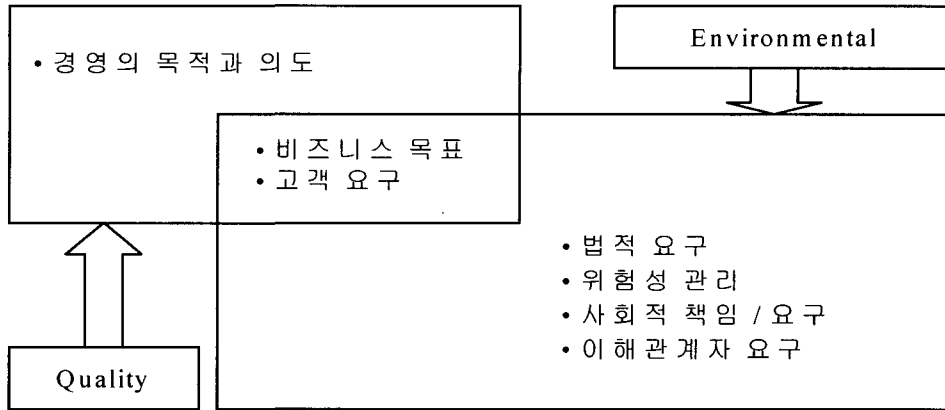 Environmental
• 경영의 목적과 의도
• 비즈니스 목표
• 고객 요구
• 법적 요구
• 위험성 관리
• 사회적 책임 / 요구
• 이해관계자 요구
Quality